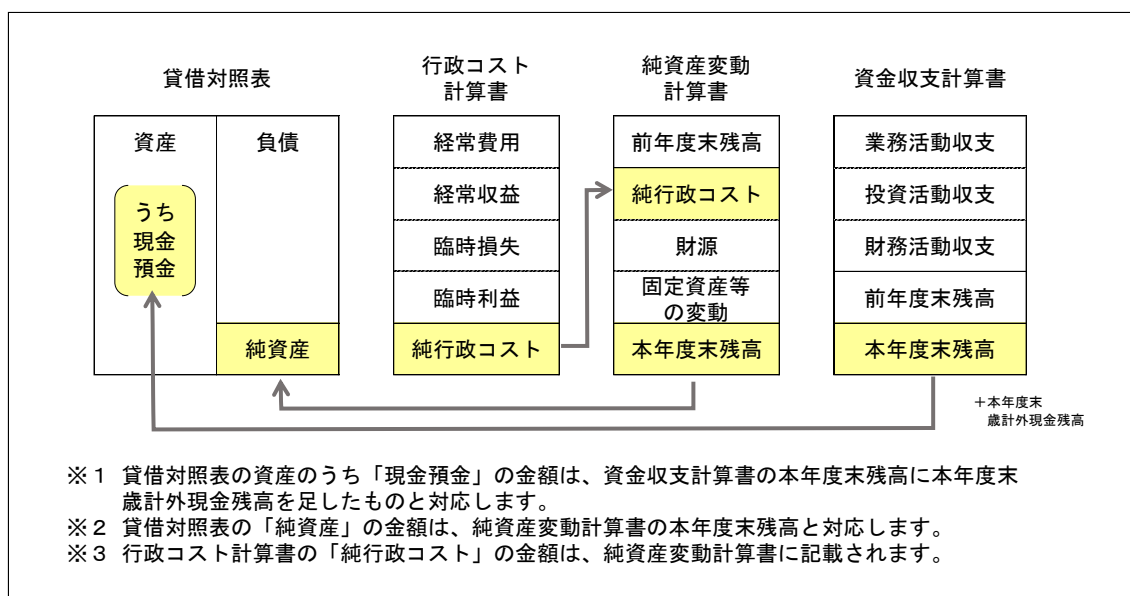 貸借対照表
行政コスト
計算書
純資産変動
計算書
資金収支計算書
資産
負債
うち
現金
預金
純資産
経常費用
経常収益
臨時損失
臨時利益
純行政コスト
前年度末残高
純行政コスト
財源
固定資産等
の変動
本年度末残高
業務活動収支
投資活動収支
財務活動収支
前年度末残高
本年度末残高
＋本年度末
歳計外現金残高
※１ 貸借対照表の資産のうち「現金預金」の金額は、資金収支計算書の本年度末残高に本年度末
歳計外現金残高を足したものと対応します。
※２ 貸借対照表の「純資産」の金額は、純資産変動計算書の本年度末残高と対応します。
※３ 行政コスト計算書の「純行政コスト」の金額は、純資産変動計算書に記載されます。